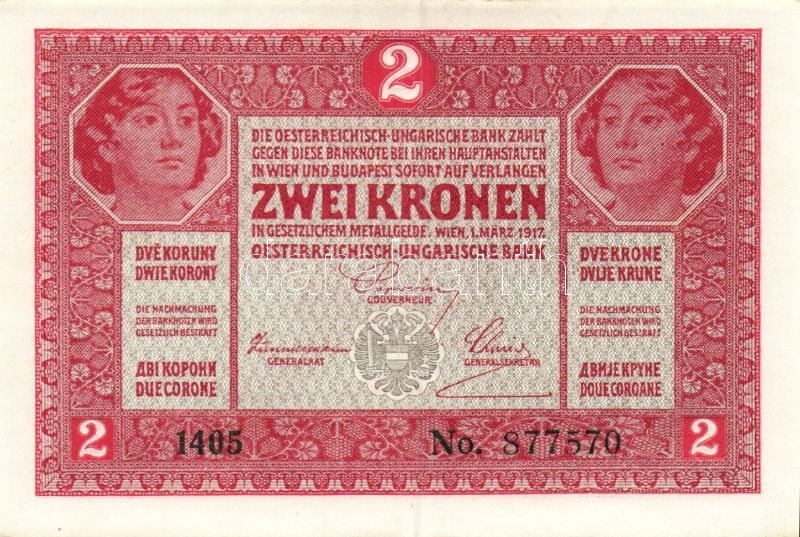 2
DIE OESTERREICHISCH-UNGARISCHE BANK ZAHLT
GEGEN DIESE BANKNOTE BEI IHREN HAUPTANSTALTEN
IN WIEN UND BUDAPEST SOFORT AUF VERLANGEN
ZWEI KRONEN
IN GESETZLICHEM METALLGELDE. WIEN, 1. MÄRZ 1917.
OESTERREICHISCH-UNGARISCHE BANK
GOUVERNEUR
GENERALRAT
GENERALSEKRETÄR
DVĚ KORUNY
DWIE KORONY
DIE NACHMACHUNG
DER BANKNOTEN WIRD
GESETZLICH BESTRAFT
ДВІ КОРОНИ
DUE CORONE
DVE KRONE
DVIJE KRUNE
DIE NACHMACHUNG
DER BANKNOTEN WIRD
GESETZLICH BESTRAFT
ДВИЈЕ КРУНЕ
DOUE COROANE
2
1405
No. 877570
2
darabanth